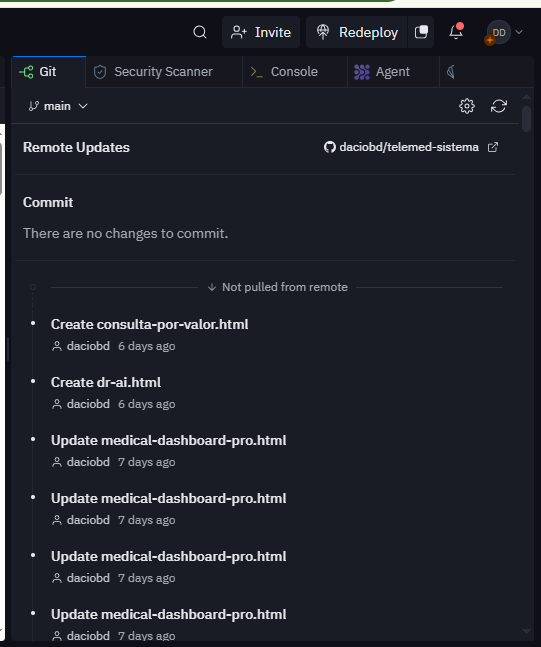 Invite
Redeploy
DD
Git
Security Scanner
Console
Agent
main
Remote Updates
daciobd/telemed-sistema
Commit
There are no changes to commit.
Not pulled from remote
Create consulta-por-valor.html
daciobd 6 days ago
Create dr-ai.html
daciobd 6 days ago
Update medical-dashboard-pro.html
daciobd 7 days ago
Update medical-dashboard-pro.html
daciobd 7 days ago
Update medical-dashboard-pro.html
daciobd 7 days ago
Update medical-dashboard-pro.html
daciobd 7 days ago